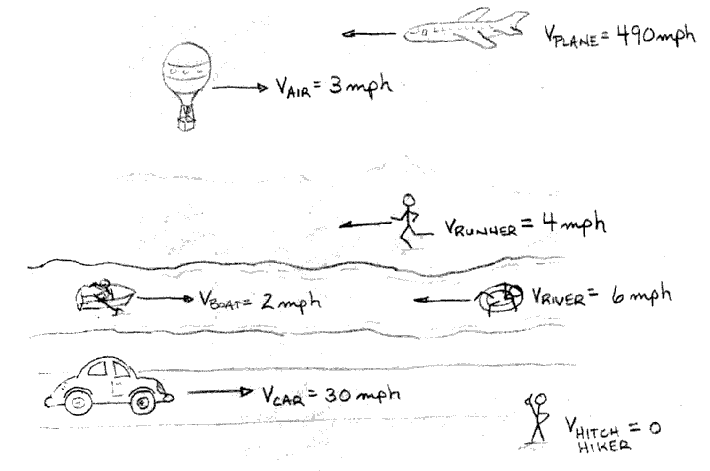 VPLANE = 490mph
VAIR = 3mph
VRUNNER = 4mph
VBOAT = 2mph
VRIVER = 6mph
VCAR = 30mph
VHITCH HIKER = 0